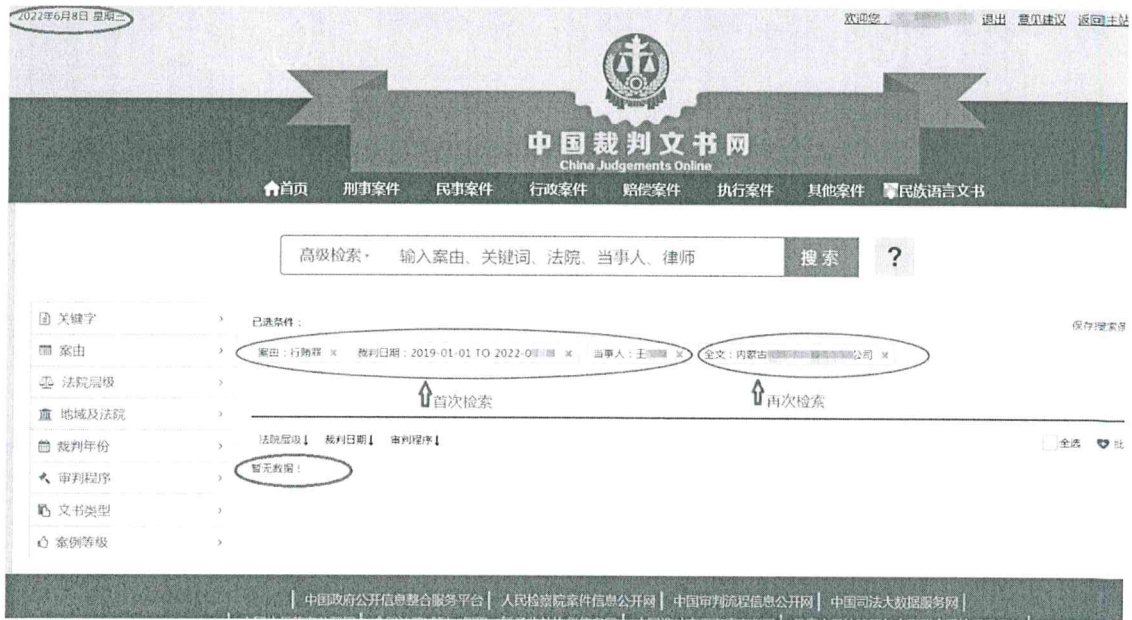 2022年6月8日 星期三
欢迎您， 退出 意见建议 返回主站
中国裁判文书网
China Judgements Online
首页 刑事案件 民事案件 行政案件 赔偿案件 执行案件 其他案件 民族语言文书
高级检索 输入案由、关键词、法院、当事人、律师 搜索 ?
关键字
已选条件： 保存搜索条
案由
案由：行贿罪 × 裁判日期：2019-01-01 TO 2022-0 × 当事人：王 × 全文：内蒙古 公司 ×
法院层级
首次检索 再次检索
地域及法院
裁判年份
法院层级 裁判日期 审判程序 全选 批
暂无数据！
审判程序
文书类型
案例等级
中国政府公开信息整合服务平台 | 人民检察院案件信息公开网 | 中国审判流程信息公开网 | 中国司法大数据服务网 |